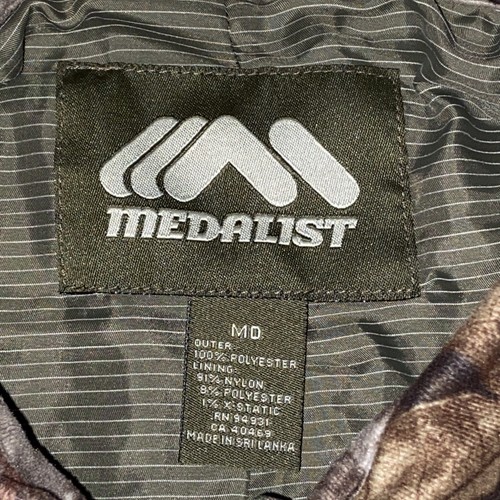 MEDALIST
MD
OUTER:
100% POLYESTER
LINING:
91% NYLON
8% POLYESTER
1% X-STATIC
RN 94931
CA 40469
MADE IN SRI LANKA